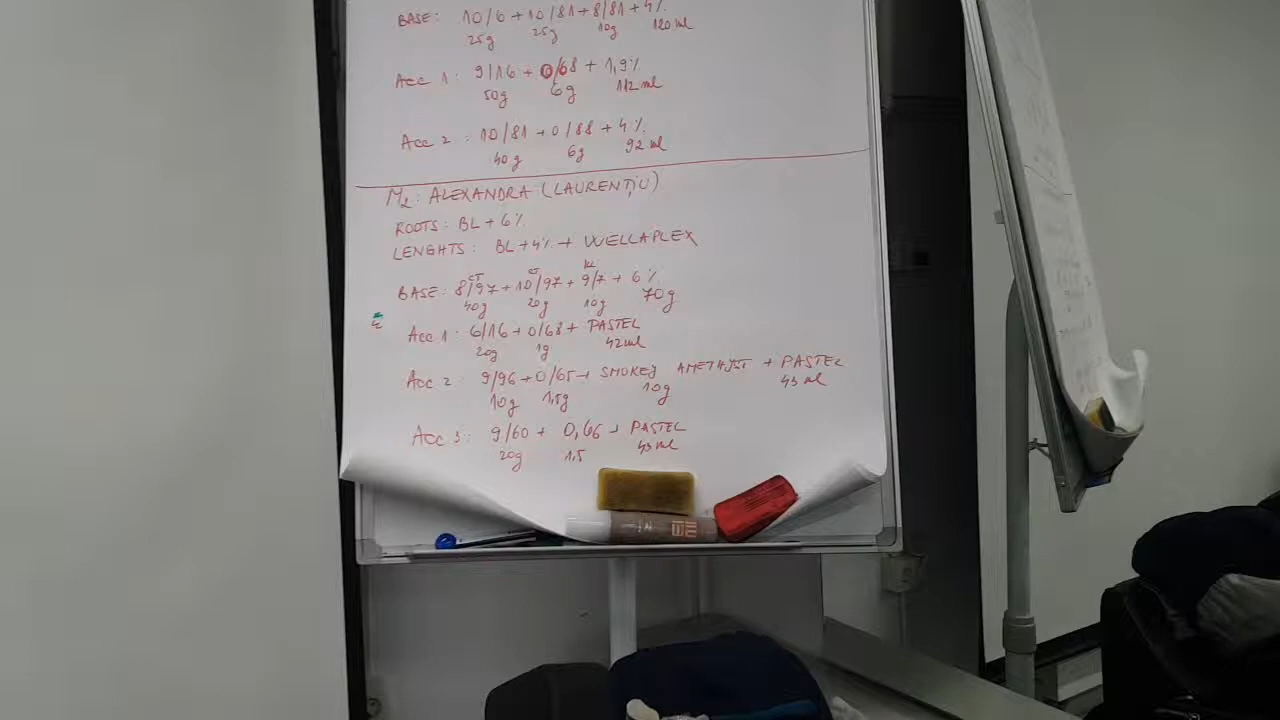 BASE: 10/6 + 10/81 + 8/81 + 4%
25g 25g 10g 120 ml
Acc 1: 9/16 + 0/68 + 1,9%
50g 6g 112 ml
Acc 2: 10/81 + 0/88 + 4%
40g 6g 92 ml
M2: ALEXANDRA (LAURENȚIU)
ROOTS: BL + 6%
LENGHTS: BL + 4% + WELLAPLEX
CT CT KP
BASE: 8/97 + 10/97 + 9/7 + 6%
40g 20g 10g 70g
Acc 1: 6/16 + 0/68 + PASTEL
20g 1g 42 ml
Acc 2: 9/96 + 0/65 + SMOKEY AMETHYST + PASTEL
10g 1,5g 10g 43 ml
Acc 3: 9/60 + 0,66 + PASTEL
20g 1,5 43 ml